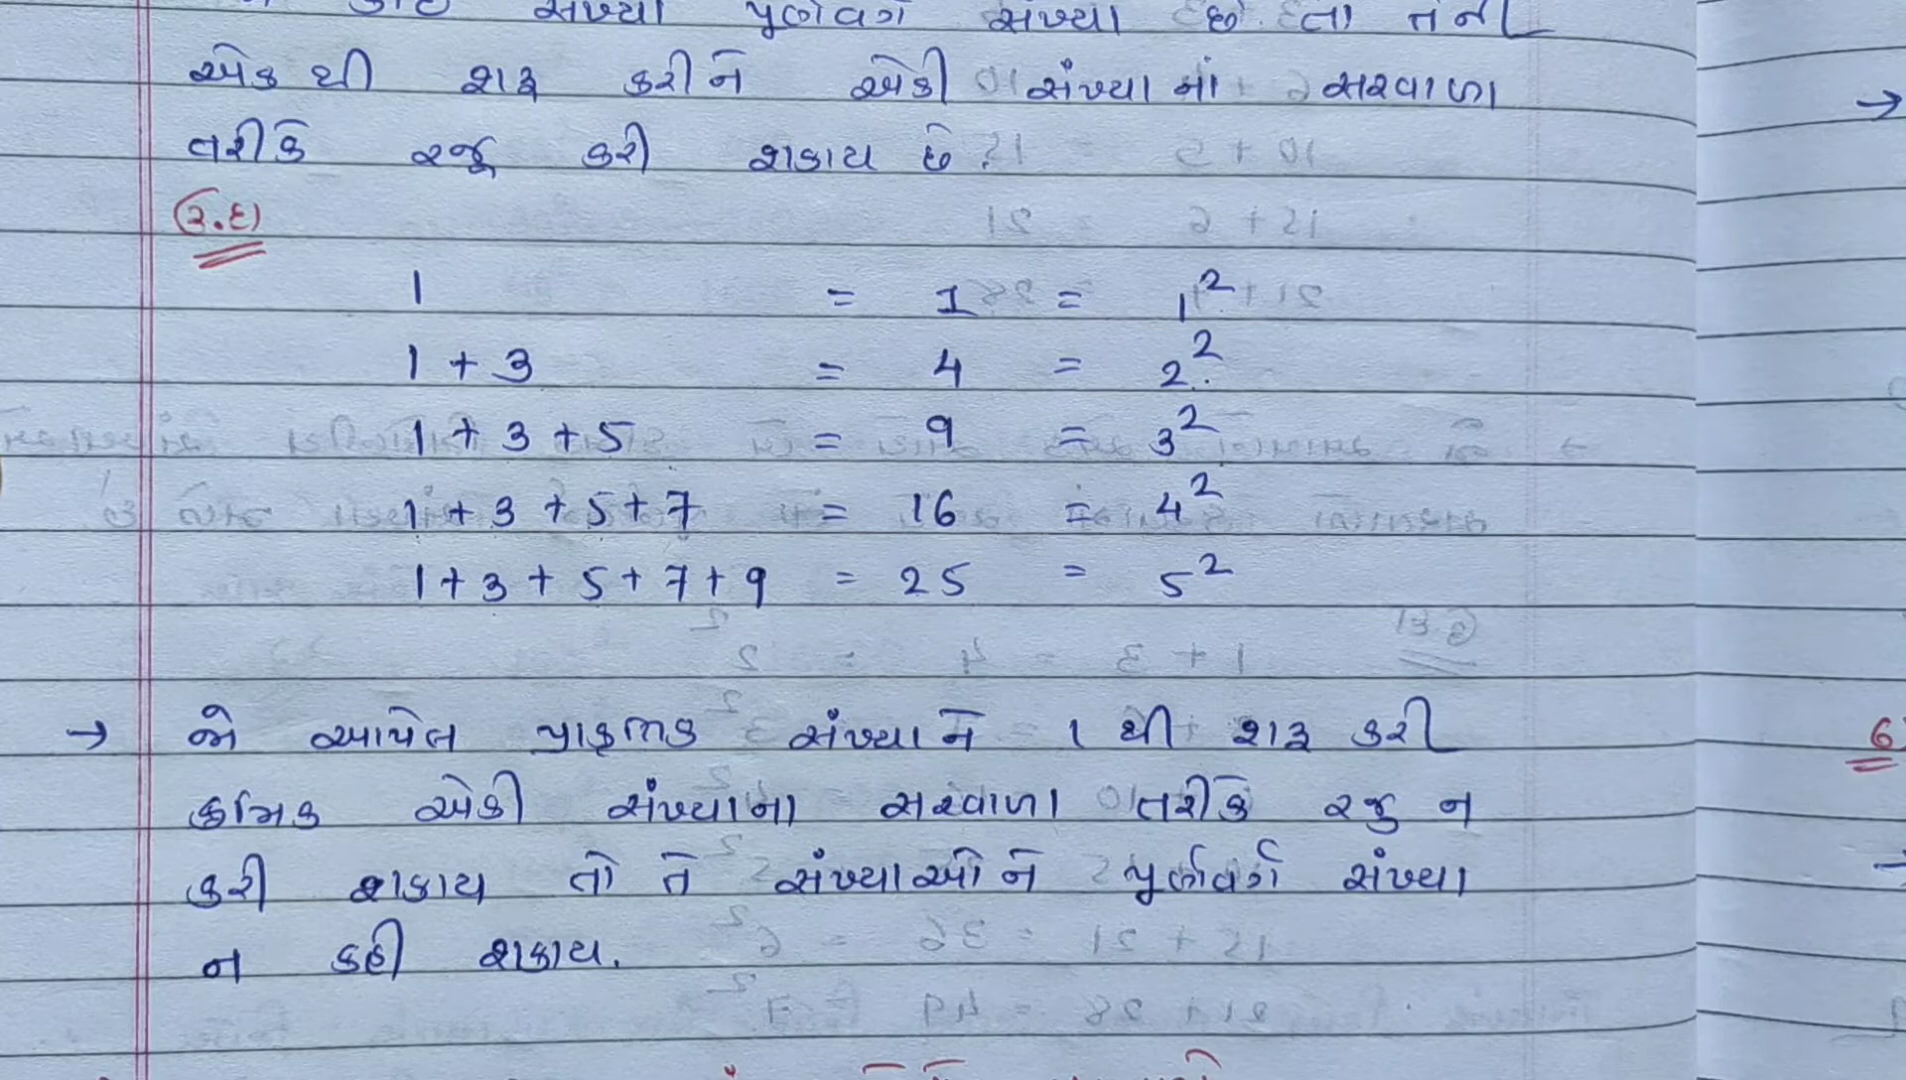 સંખ્યા પૂર્ણવર્ગ સંખ્યા છે. તો તેને
એક થી શરૂ કરીને એકી સંખ્યા નાં સરવાળા
તરીકે રજૂ કરી શકાય છે.
ઉ.દા
1 = 1 = 1²
1 + 3 = 4 = 2²
1 + 3 + 5 = 9 = 3²
1 + 3 + 5 + 7 = 16 = 4²
1 + 3 + 5 + 7 + 9 = 25 = 5²
→ જો આપેલ પ્રાકૃતિક સંખ્યાને 1 થી શરૂ કરી
ક્રમિક એકી સંખ્યાના સરવાળા તરીકે રજુ ન
કરી શકાય તો તે સંખ્યાઓને પૂર્ણવર્ગ સંખ્યા
ન કહી શકાય.
→
6)